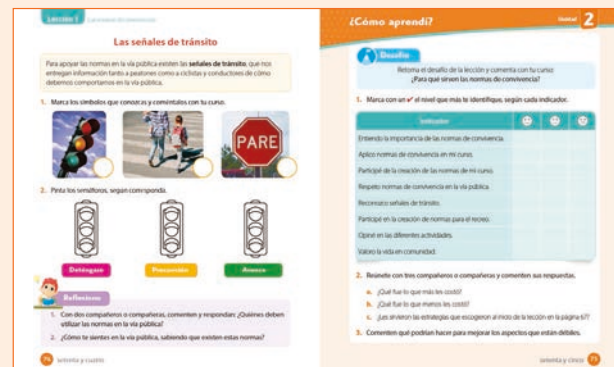 Lección 1
Las señales de tránsito
Para apoyar las normas en la vía pública existen las señales de tránsito, que nos
entregan información tanto a peatones como a ciclistas y conductores de cómo
debemos comportarnos en la vía pública.
1. Marca los símbolos que conozcas y coméntalos con tu curso.
PARE
2. Pinta los semáforos, según corresponda.
Deténgase
Precaución
Avance
Reflexiono
1. Con dos compañeros o compañeras, comenten y respondan: ¿Quiénes deben
utilizar las normas en la vía pública?
2. ¿Cómo te sientes en la vía pública, sabiendo que existen estas normas?
74 setenta y cuatro
¿Cómo aprendí?
Unidad 2
Desafío
Retoma el desafío de la lección y comenta con tu curso:
¿Para qué sirven las normas de convivencia?
1. Marca con un ✔ el nivel que más te identifique, según cada indicador.
Indicador
Entiendo la importancia de las normas de convivencia.
Aplico normas de convivencia en mi curso.
Participé de la creación de las normas de mi curso.
Respeto normas de convivencia en la vía pública.
Reconozco señales de tránsito.
Participé en la creación de normas para el recreo.
Opiné en las diferentes actividades.
Valoro la vida en comunidad.
2. Reúnete con tres compañeros o compañeras y comenten sus respuestas.
a. ¿Qué fue lo que más les costó?
b. ¿Qué fue lo que menos les costó?
c. ¿Les sirvieron las estrategias que escogieron al inicio de la lección en la página 67?
3. Comenten qué podrían hacer para mejorar los aspectos que están débiles.
setenta y cinco 75